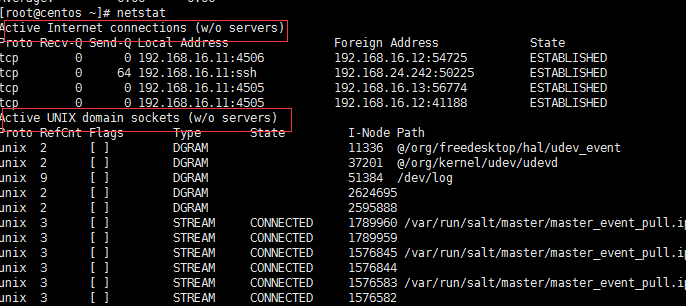 Average:
[root@centos ~]# netstat
Active Internet connections (w/o servers)
Proto Recv-Q Send-Q Local Address Foreign Address State
tcp 0 0 192.168.16.11:4506 192.168.16.12:54725 ESTABLISHED
tcp 0 64 192.168.16.11:ssh 192.168.24.242:50225 ESTABLISHED
tcp 0 0 192.168.16.11:4505 192.168.16.13:56774 ESTABLISHED
tcp 0 0 192.168.16.11:4505 192.168.16.12:41188 ESTABLISHED
Active UNIX domain sockets (w/o servers)
Proto RefCnt Flags Type State I-Node Path
unix 2 [ ] DGRAM 11336 @/org/freedesktop/hal/udev_event
unix 2 [ ] DGRAM 37201 @/org/kernel/udev/udevd
unix 9 [ ] DGRAM 51384 /dev/log
unix 2 [ ] DGRAM 2624695
unix 2 [ ] DGRAM 2595888
unix 3 [ ] STREAM CONNECTED 1789960 /var/run/salt/master/master_event_pull.ip
unix 3 [ ] STREAM CONNECTED 1789959
unix 3 [ ] STREAM CONNECTED 1576845 /var/run/salt/master/master_event_pull.ip
unix 3 [ ] STREAM CONNECTED 1576844
unix 3 [ ] STREAM CONNECTED 1576583 /var/run/salt/master/master_event_pull.ip
unix 3 [ ] STREAM CONNECTED 1576582